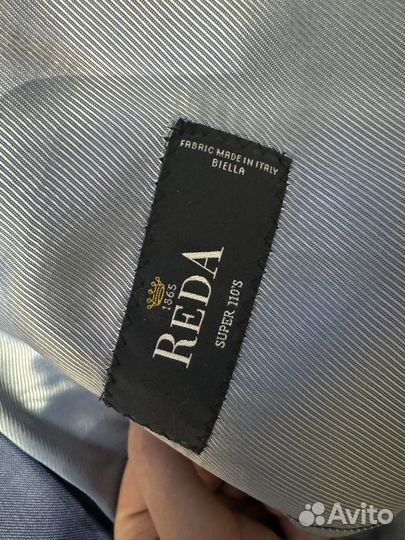 FABRIC MADE IN ITALY
BIELLA
1865
REDA
SUPER 110'S
Avito